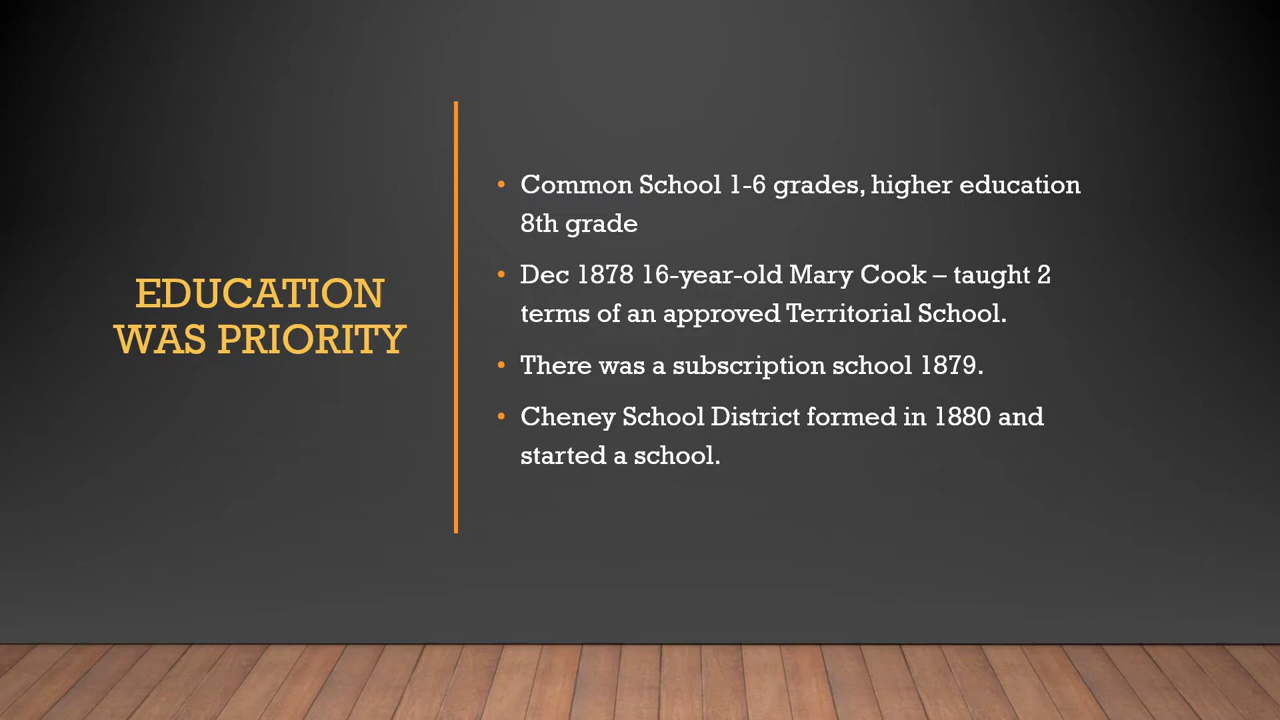 EDUCATION
WAS PRIORITY
• Common School 1-6 grades, higher education
8th grade
• Dec 1878 16-year-old Mary Cook – taught 2
terms of an approved Territorial School.
• There was a subscription school 1879.
• Cheney School District formed in 1880 and
started a school.